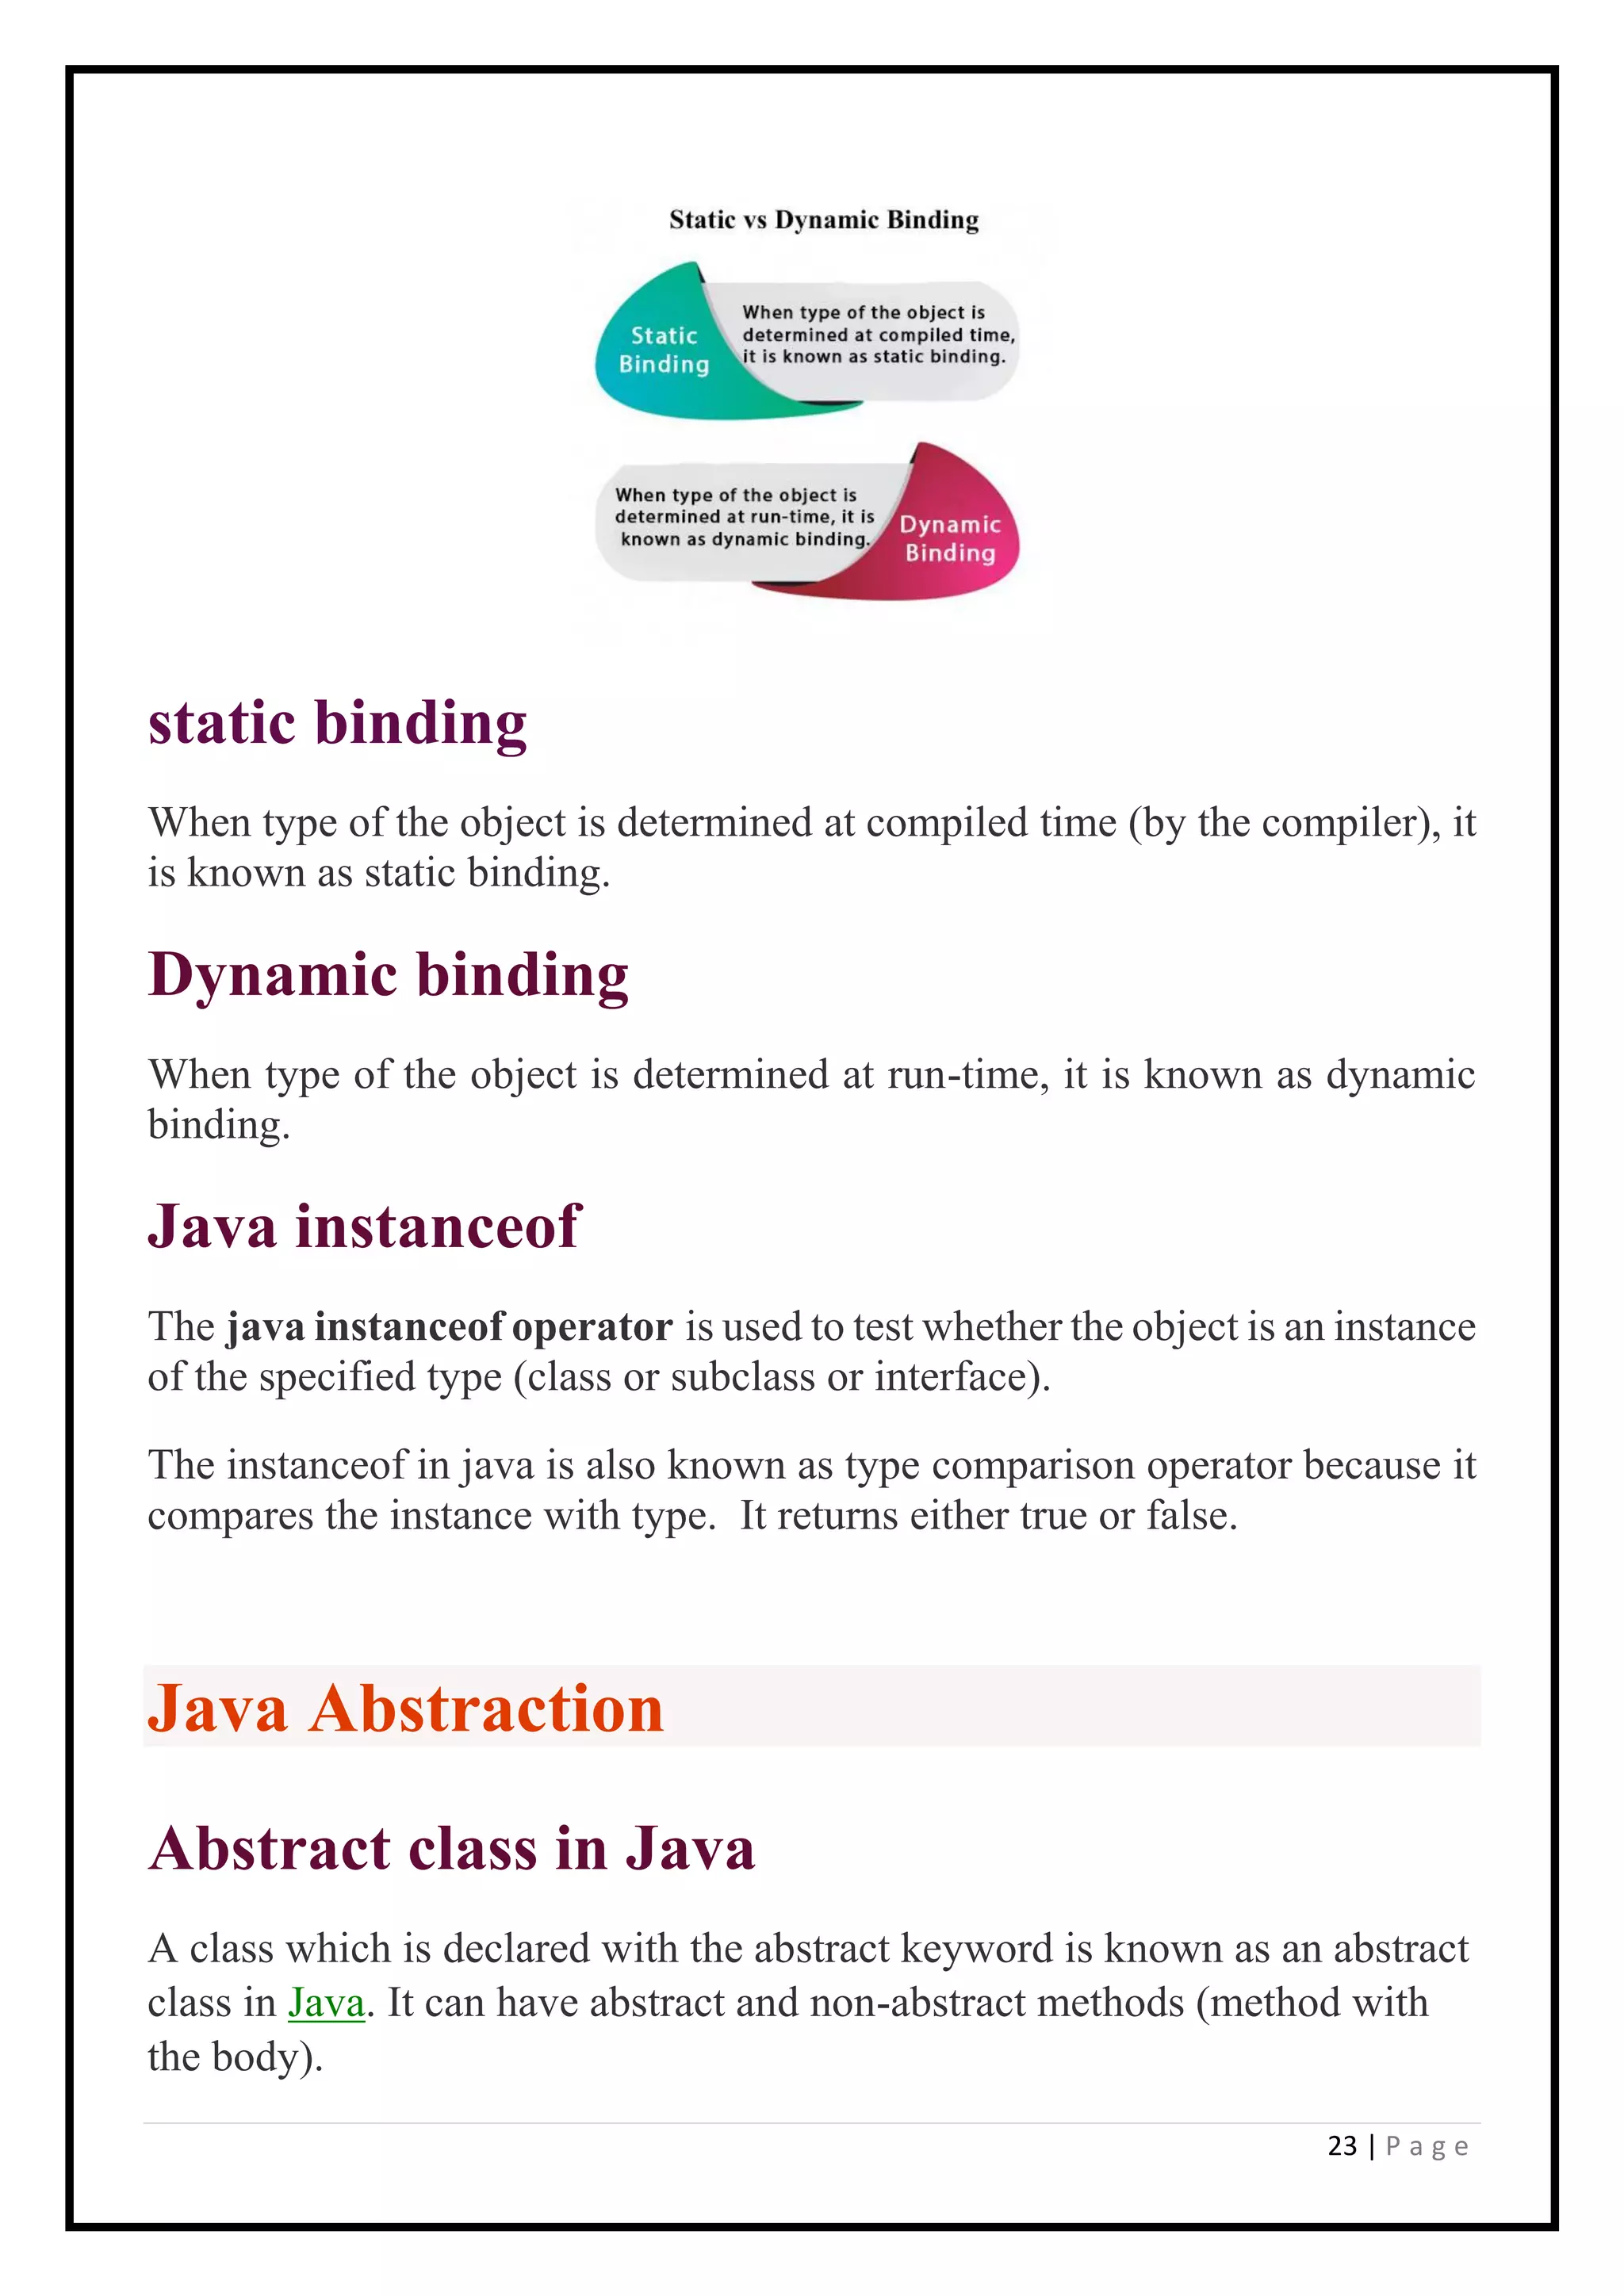 Static vs Dynamic Binding
Static
Binding
When type of the object is
determined at compiled time,
it is known as static binding.
When type of the object is
determined at run-time, it is
known as dynamic binding.
Dynamic
Binding
static binding
When type of the object is determined at compiled time (by the compiler), it
is known as static binding.
Dynamic binding
When type of the object is determined at run-time, it is known as dynamic
binding.
Java instanceof
The java instanceof operator is used to test whether the object is an instance
of the specified type (class or subclass or interface).
The instanceof in java is also known as type comparison operator because it
compares the instance with type. It returns either true or false.
Java Abstraction
Abstract class in Java
A class which is declared with the abstract keyword is known as an abstract
class in Java. It can have abstract and non-abstract methods (method with
the body).
23 | P a g e